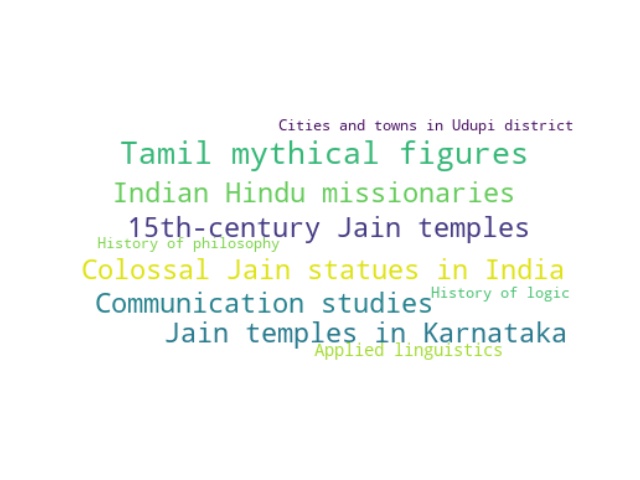 Cities and towns in Udupi district
Tamil mythical figures
Indian Hindu missionaries
15th-century Jain temples
History of philosophy
Colossal Jain statues in India
History of logic
Communication studies
Jain temples in Karnataka
Applied linguistics